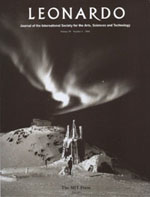 LEONARDO
Journal of the International Society for the Arts, Sciences and Technology
The MIT Press